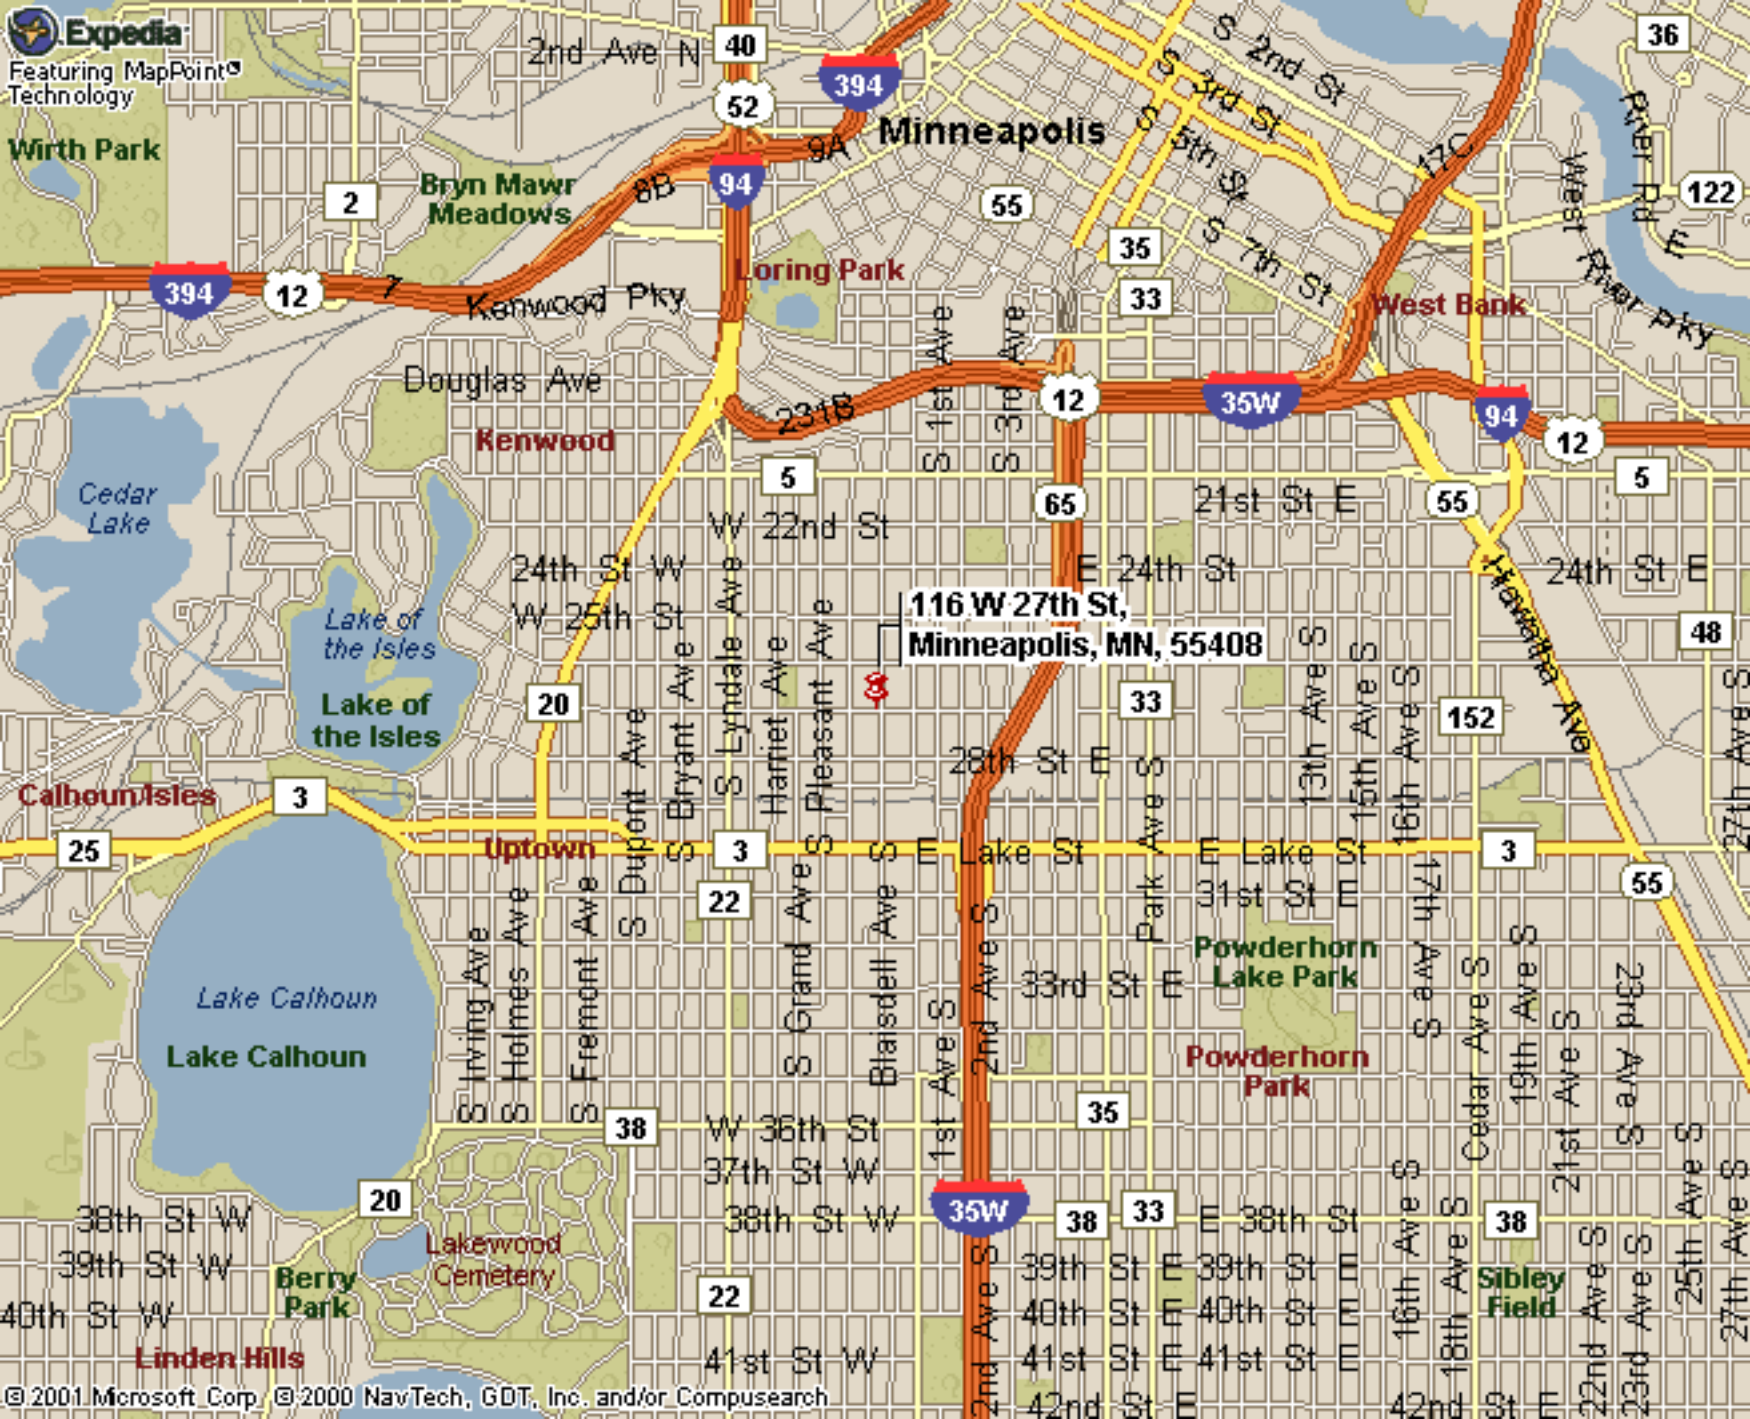 Expedia
Featuring MapPoint®
Technology
2nd Ave N
40
52
394
Minneapolis
S 2nd St
S 3rd St
S 5th St
S 7th St
36
River Rd E
122
West River Pky
17C
Wirth Park
2
Bryn Mawr
Meadows
8B
9A
94
55
35
33
Loring Park
West Bank
394
12
7
Kenwood Pky
Douglas Ave
Kenwood
231B
S 1st Ave
S 3rd Ave
12
35W
94
12
5
5
65
21st St E
55
Cedar
Lake
W 22nd St
24th St W
E 24th St
24th St E
W 25th St
116 W 27th St,
Minneapolis, MN, 55408
Lake of
the Isles
Lake of
the Isles
20
33
152
48
Hiawatha Ave
28th St E
S Dupont Ave
S Bryant Ave
S Lyndale Ave
Harriet Ave
S Pleasant Ave
Park Ave S
13th Ave S
15th Ave S
16th Ave S
27th Ave S
Calhoun/Isles
3
25
Uptown
3
E Lake St
E Lake St
3
22
31st St E
55
Powderhorn
Lake Park
33rd St E
Lake Calhoun
Lake Calhoun
S Irving Ave
S Holmes Ave
S Fremont Ave
S Grand Ave
S Blaisdell Ave
1st Ave S
2nd Ave S
Powderhorn
Park
17th Ave S
Cedar Ave S
19th Ave S
21st Ave S
23rd Ave S
35
38
W 36th St
37th St W
20
38th St W
38th St W
35W
38
33
E 38th St
38
39th St W
Lakewood
Cemetery
Berry
Park
39th St E
39th St E
Sibley
Field
22
40th St W
40th St E
40th St E
16th Ave S
18th Ave S
22nd Ave S
23rd Ave S
25th Ave S
27th Ave S
Linden Hills
41st St W
41st St E
41st St E
2nd Ave S
42nd St E
42nd St E
© 2001 Microsoft Corp © 2000 NavTech, GDT, Inc. and/or Compusearch